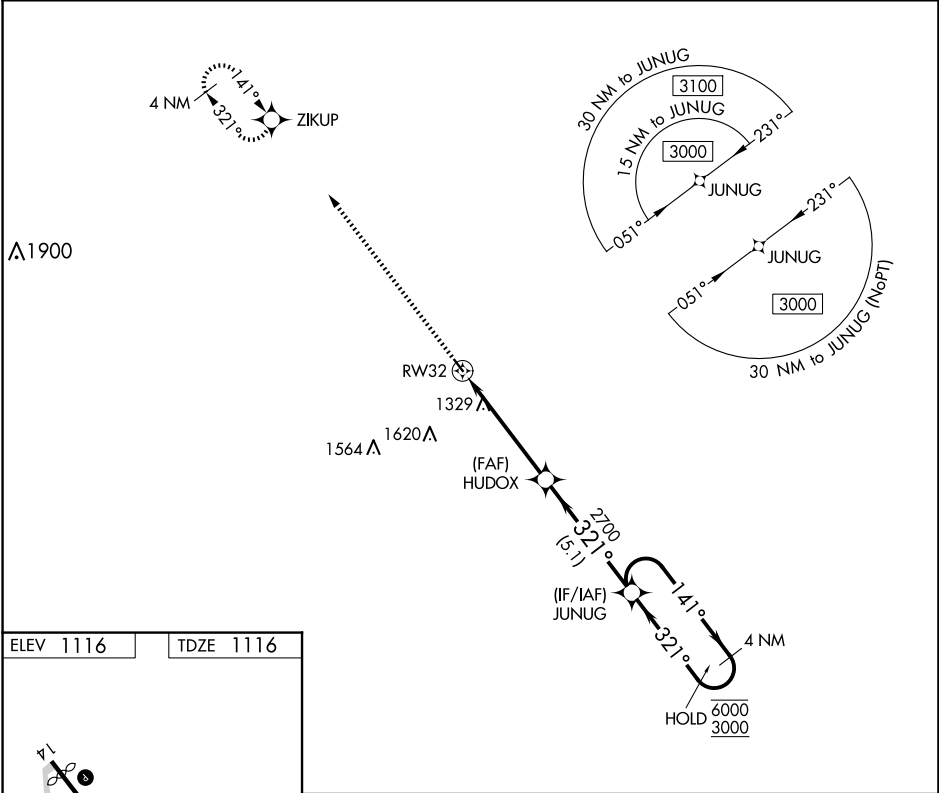 141°
4 NM
321°
ZIKUP
30 NM to JUNUG
3100
15 NM to JUNUG
3000
231°
JUNUG
051°
231°
JUNUG
051°
3000
30 NM to JUNUG (NoPT)
1900
RW32
1329
1620
1564
(FAF)
HUDOX
2700
321°
(5.1)
(IF/IAF)
JUNUG
141°
321°
4 NM
HOLD
6000
3000
ELEV 1116
TDZE 1116
14
P